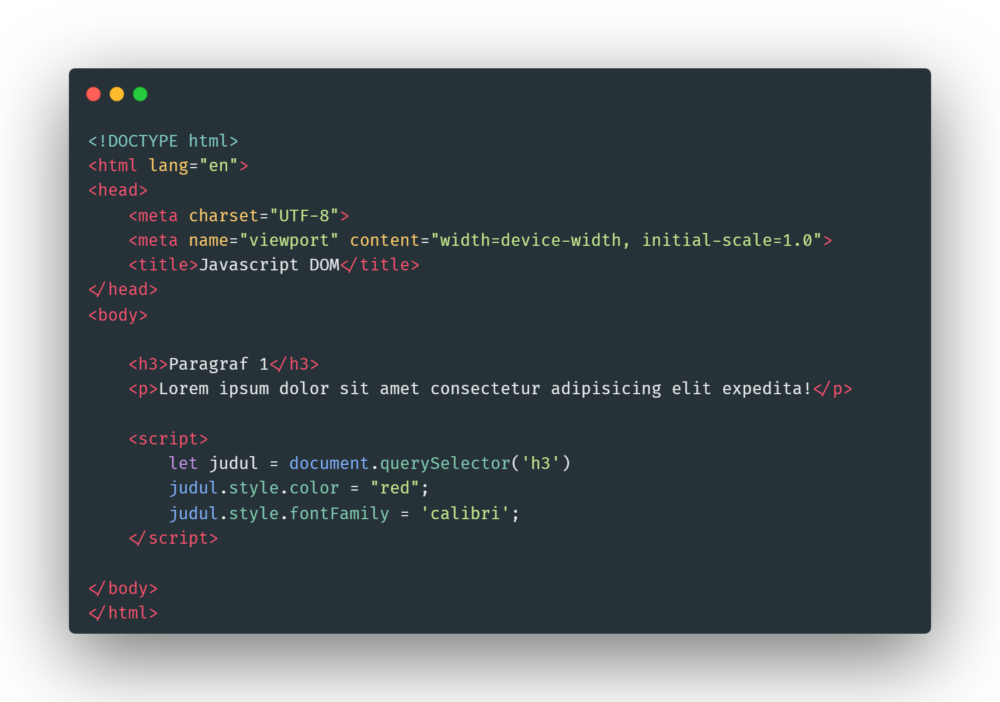 <!DOCTYPE html>
<html lang="en">
<head>
    <meta charset="UTF-8">
    <meta name="viewport" content="width=device-width, initial-scale=1.0">
    <title>Javascript DOM</title>
</head>
<body>

    <h3>Paragraf 1</h3>
    <p>Lorem ipsum dolor sit amet consectetur adipisicing elit expedita!</p>

    <script>
        let judul = document.querySelector('h3')
        judul.style.color = "red";
        judul.style.fontFamily = 'calibri';
    </script>

</body>
</html>